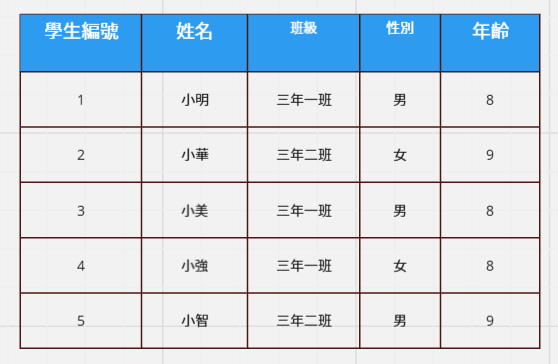 學生編號 姓名 班級 性別 年齡
1 小明 三年一班 男 8
2 小華 三年二班 女 9
3 小美 三年一班 男 8
4 小強 三年一班 女 8
5 小智 三年二班 男 9